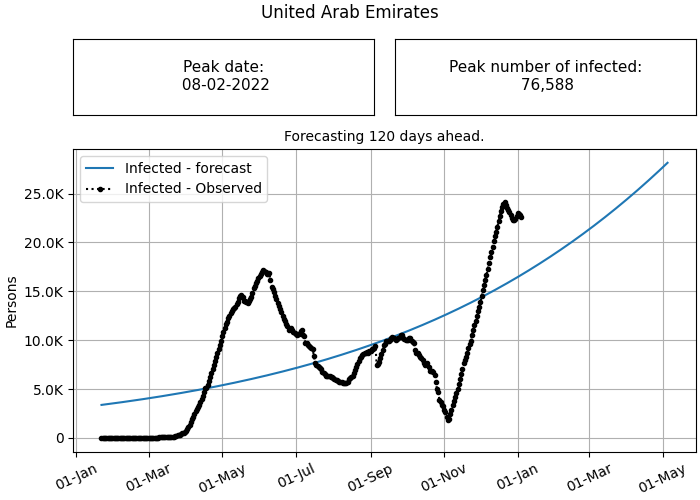 United Arab Emirates
Peak date:
08-02-2022
Peak number of infected:
76,588
Forecasting 120 days ahead.
Infected - forecast
Infected - Observed
25.0K
20.0K
15.0K
10.0K
5.0K
0
Persons
01-Jan
01-Mar
01-May
01-Jul
01-Sep
01-Nov
01-Jan
01-Mar
01-May